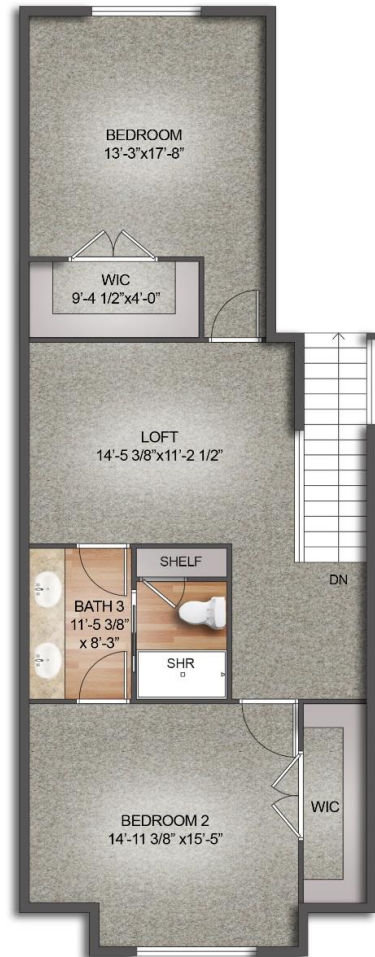 BEDROOM
13'-3"x17'-8"
WIC
9'-4 1/2"x4'-0"
LOFT
14'-5 3/8"x11'-2 1/2"
SHELF
DN
BATH 3
11'-5 3/8"
x 8'-3"
SHR
BEDROOM 2
14'-11 3/8" x15'-5"
WIC